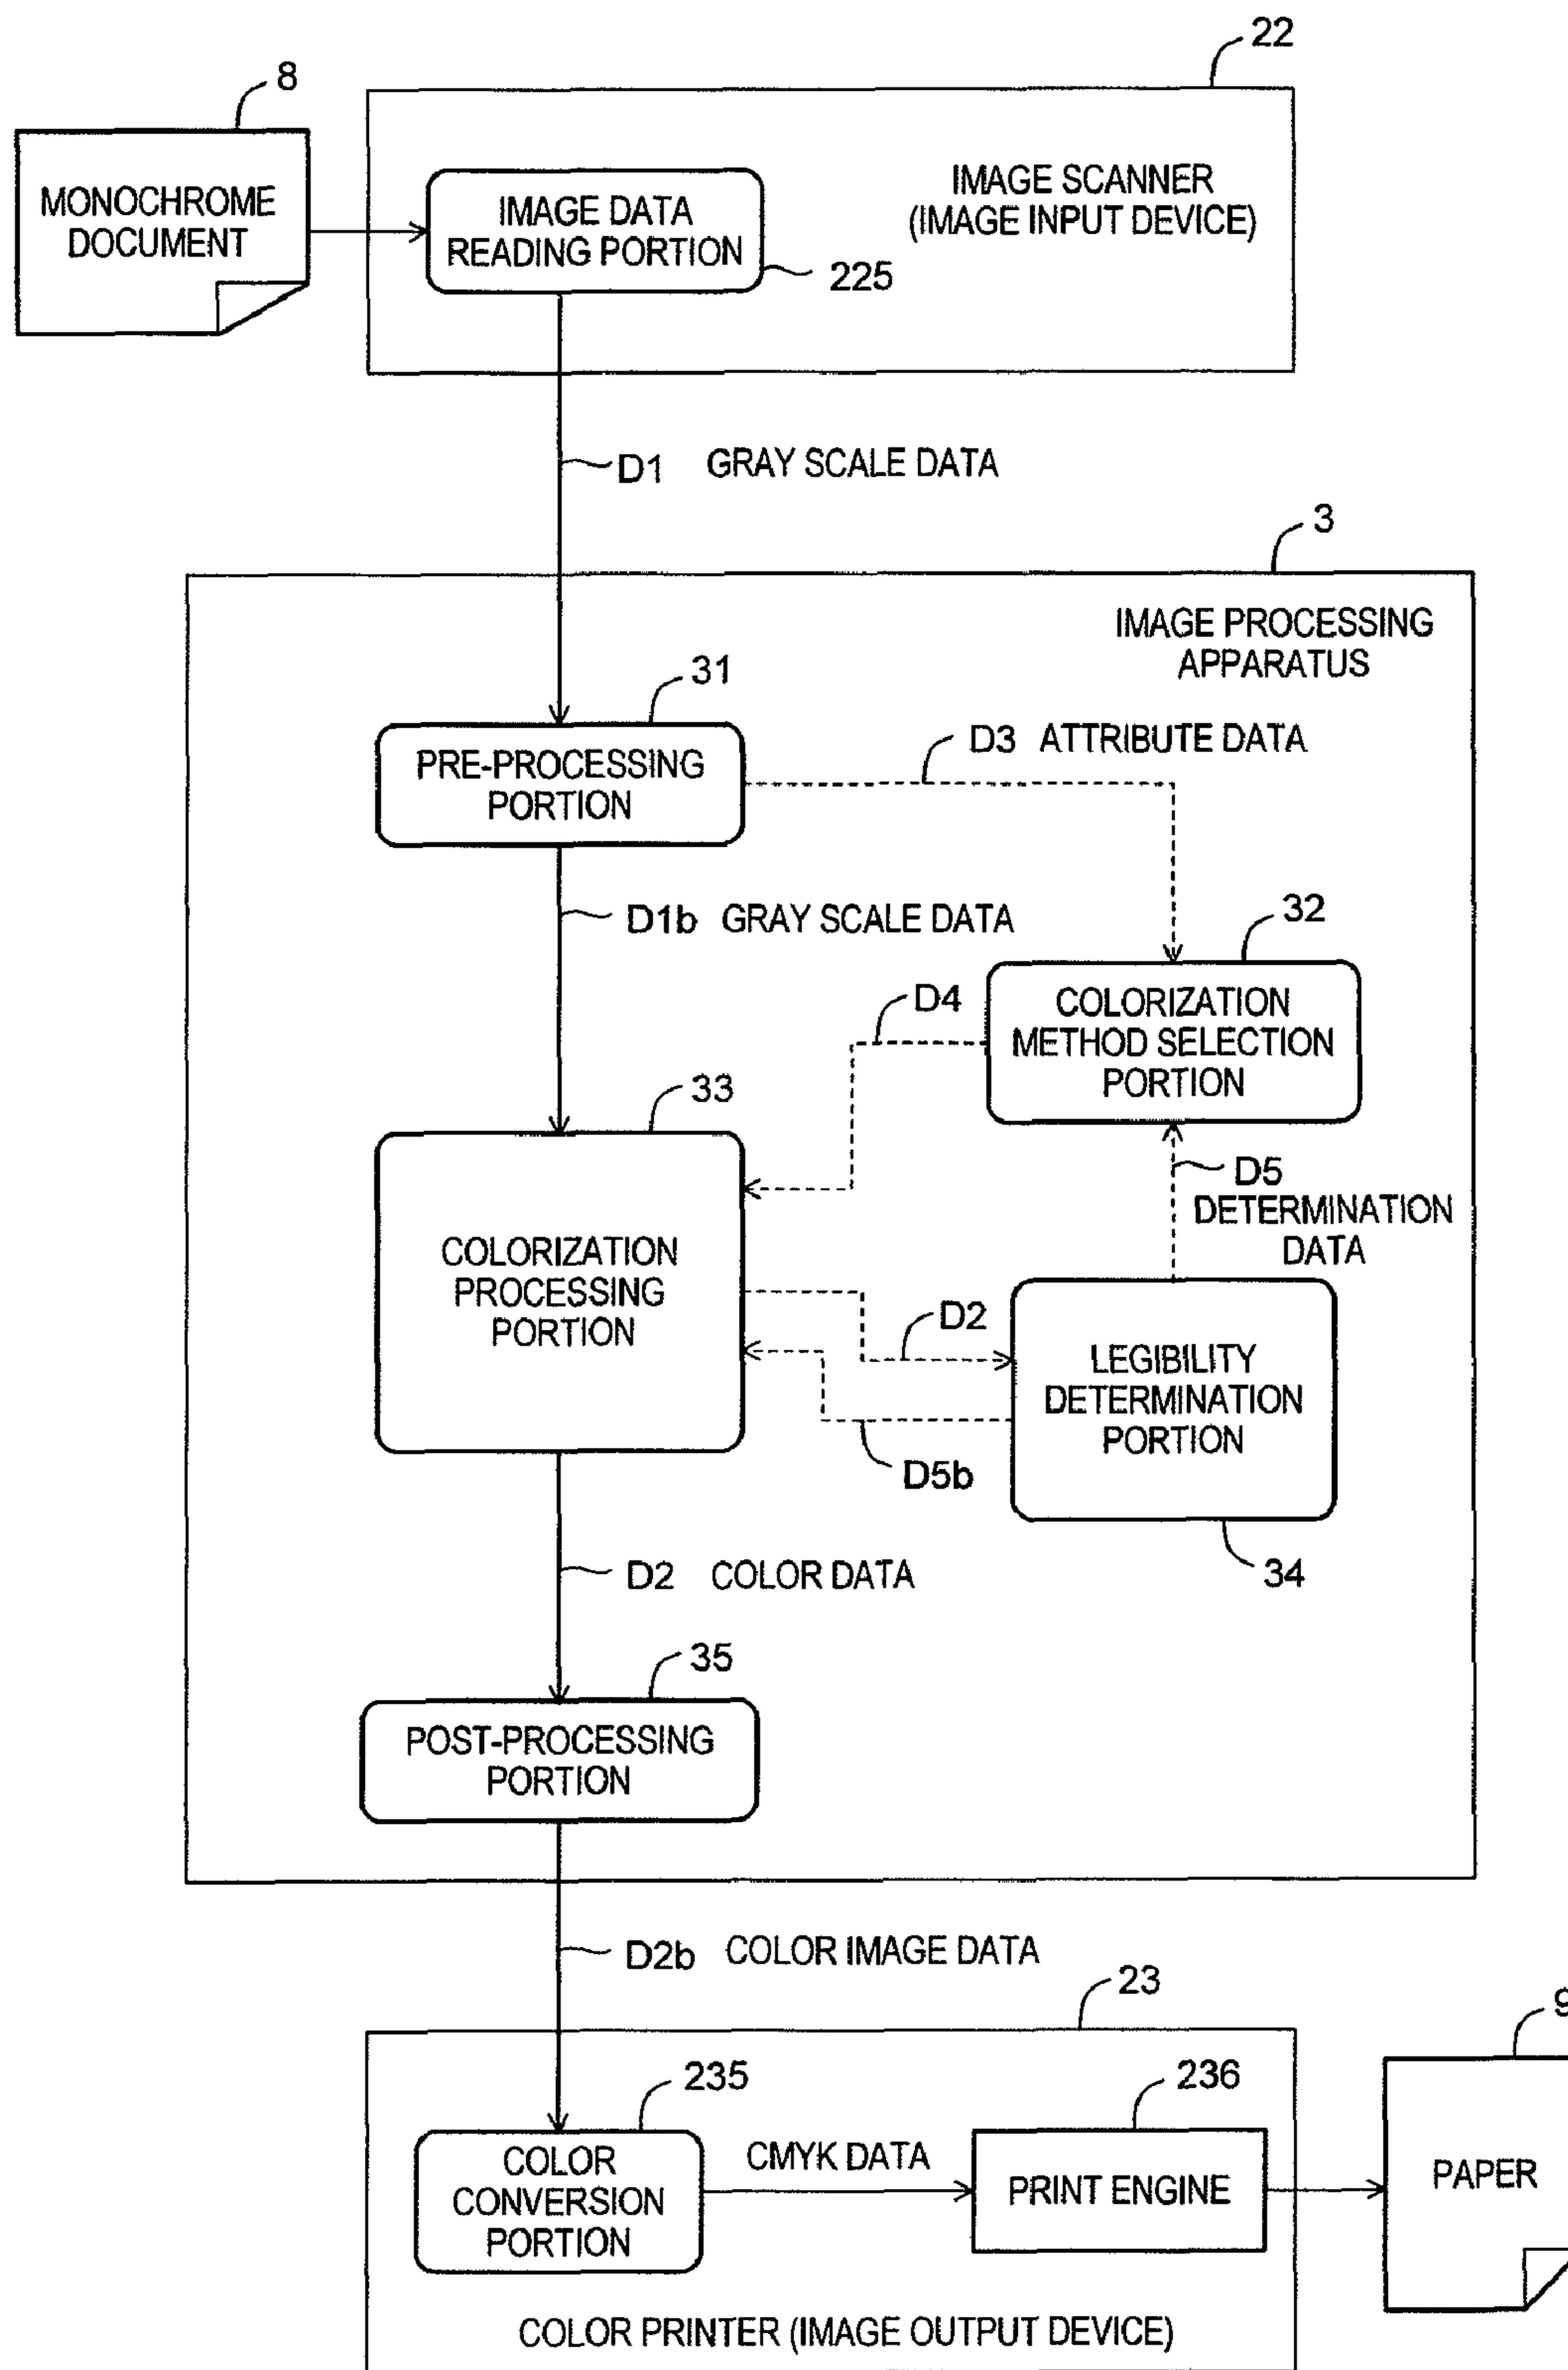 22
8
MONOCHROME
DOCUMENT
IMAGE DATA
READING PORTION
225
IMAGE SCANNER
(IMAGE INPUT DEVICE)
D1 GRAY SCALE DATA
3
IMAGE PROCESSING
APPARATUS
31
PRE-PROCESSING
PORTION
D3 ATTRIBUTE DATA
D1b GRAY SCALE DATA
32
COLORIZATION
METHOD SELECTION
PORTION
D4
33
COLORIZATION
PROCESSING
PORTION
D5
DETERMINATION
DATA
D2
LEGIBILITY
DETERMINATION
PORTION
D5b
34
D2 COLOR DATA
35
POST-PROCESSING
PORTION
D2b COLOR IMAGE DATA
23
9
235
COLOR
CONVERSION
PORTION
CMYK DATA
236
PRINT ENGINE
PAPER
COLOR PRINTER (IMAGE OUTPUT DEVICE)